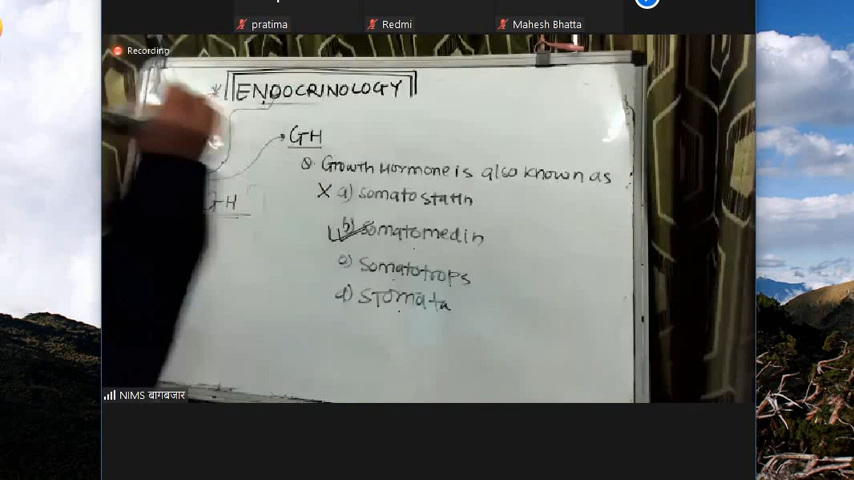 pratima
Redmi
Mahesh Bhatta
Recording
* ENDOCRINOLOGY
GH
Q. Growth Hormone is also known as
X a) Somatostatin
b) Somatomedin
c) Somatotrops
d) STomata
GH
NIMS बागबजार